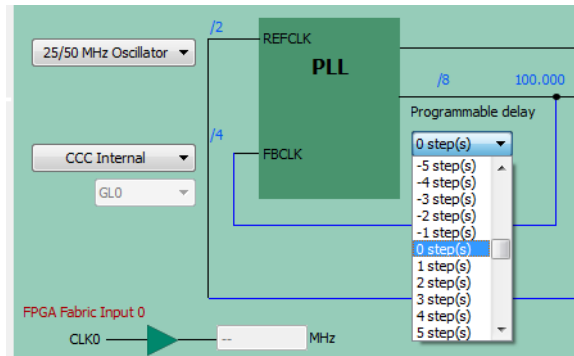 /2
REFCLK
25/50 MHz Oscillator
PLL
/8 100.000
Programmable delay
/4
0 step(s)
CCC Internal
FBCLK
-5 step(s)
-4 step(s)
GL0
-3 step(s)
-2 step(s)
-1 step(s)
0 step(s)
1 step(s)
2 step(s)
3 step(s)
4 step(s)
5 step(s)
FPGA Fabric Input 0
CLK0 -- MHz